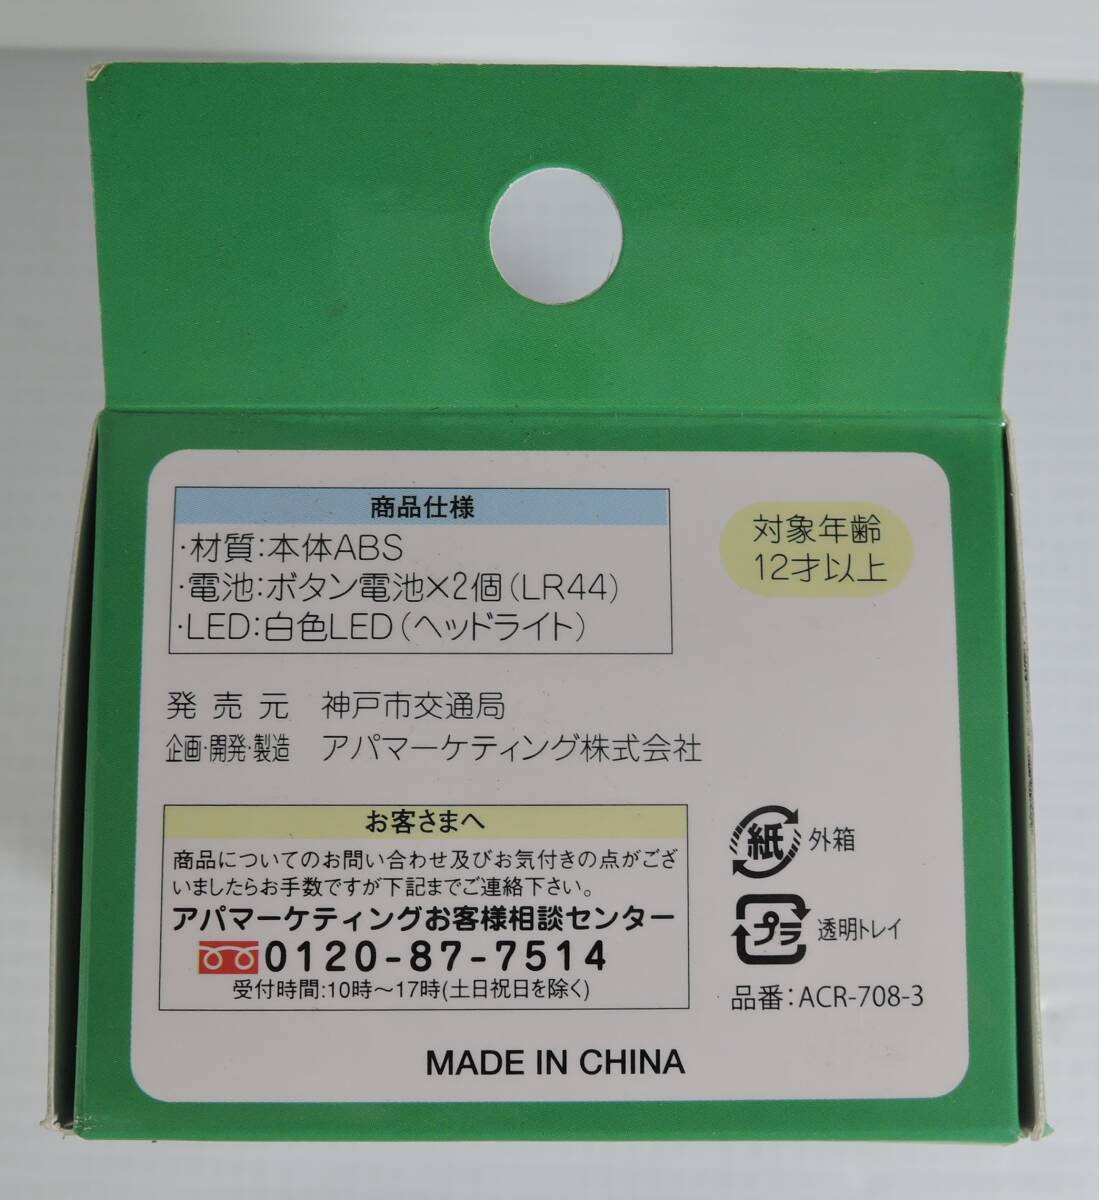 商品仕様
・材質：本体ABS
・電池：ボタン電池×2個（LR44）
・LED：白色LED（ヘッドライト）
対象年齢
12才以上
発売元 神戸市交通局
企画・開発・製造 アパマーケティング株式会社
お客さまへ
商品についてのお問い合わせ及びお気付きの点がござ
いましたらお手数ですが下記までご連絡下さい。
アパマーケティングお客様相談センター
0120-87-7514
受付時間:10時～17時(土日祝日を除く)
紙 外箱
プラ 透明トレイ
品番：ACR-708-3
MADE IN CHINA